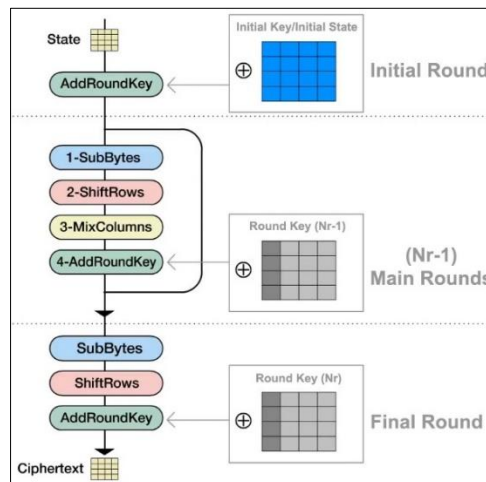 Initial Key/Initial State
State
⊕
Initial Round
AddRoundKey
1-SubBytes
2-ShiftRows
3-MixColumns
4-AddRoundKey
Round Key (Nr-1)
⊕
(Nr-1)
Main Rounds
SubBytes
ShiftRows
AddRoundKey
Round Key (Nr)
⊕
Final Round
Ciphertext